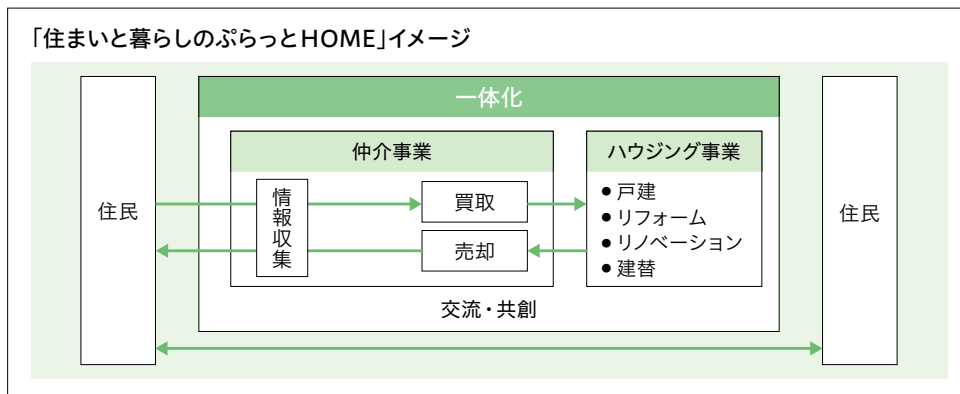 「住まいと暮らしのぷらっとHOME」イメージ
住民
一体化
仲介事業
情報収集
買取
売却
ハウジング事業
● 戸建
● リフォーム
● リノベーション
● 建替
交流・共創
住民